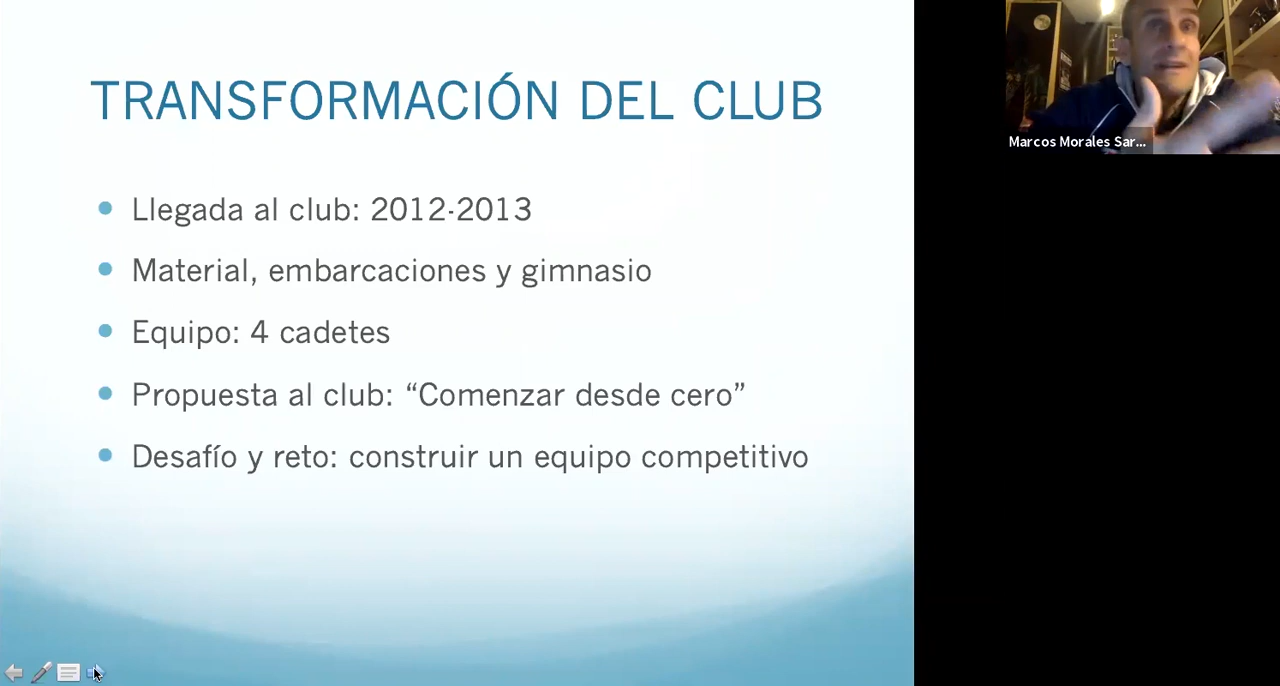 TRANSFORMACIÓN DEL CLUB
Llegada al club: 2012-2013
Material, embarcaciones y gimnasio
Equipo: 4 cadetes
Propuesta al club: “Comenzar desde cero”
Desafío y reto: construir un equipo competitivo
Marcos Morales Sar...